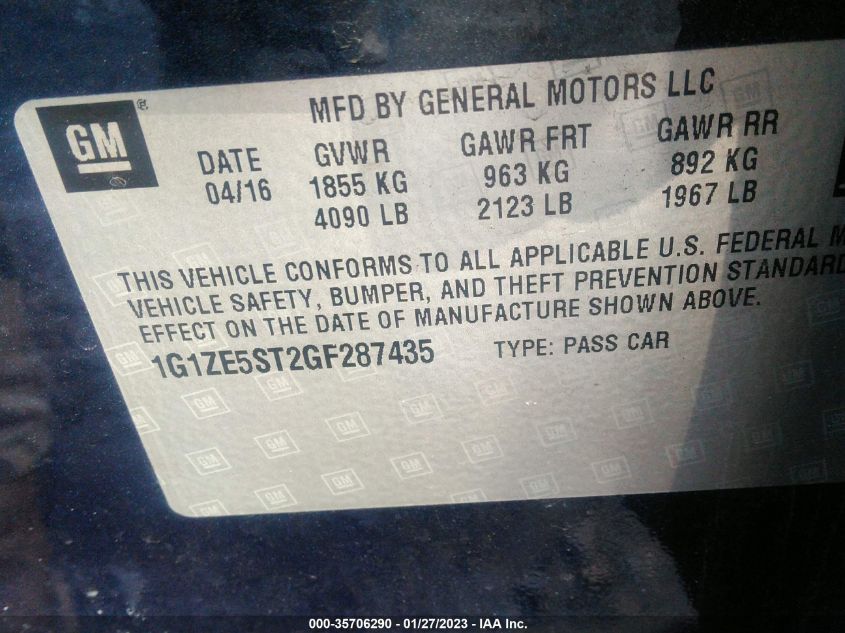 MFD BY GENERAL MOTORS LLC
GM
DATE GVWR GAWR FRT GAWR RR
04/16 1855 KG 963 KG 892 KG
4090 LB 2123 LB 1967 LB
THIS VEHICLE CONFORMS TO ALL APPLICABLE U.S. FEDERAL M
VEHICLE SAFETY, BUMPER, AND THEFT PREVENTION STANDARD
EFFECT ON THE DATE OF MANUFACTURE SHOWN ABOVE.
1G1ZE5ST2GF287435 TYPE: PASS CAR
000-35706290 - 01/27/2023 - IAA Inc.